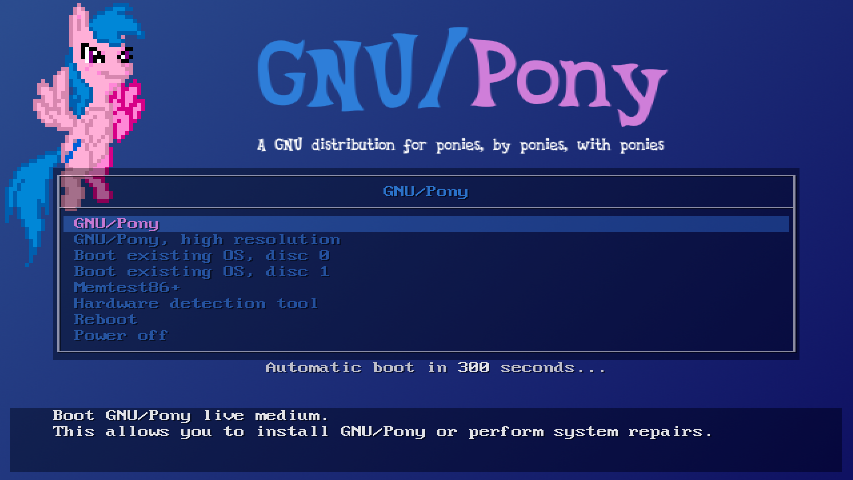 GNU/Pony
A GNU distribution for ponies, by ponies, with ponies
GNU/Pony
GNU/Pony
GNU/Pony, high resolution
Boot existing OS, disc 0
Boot existing OS, disc 1
Memtest86+
Hardware detection tool
Reboot
Power off
Automatic boot in 300 seconds...
Boot GNU/Pony live medium.
This allows you to install GNU/Pony or perform system repairs.